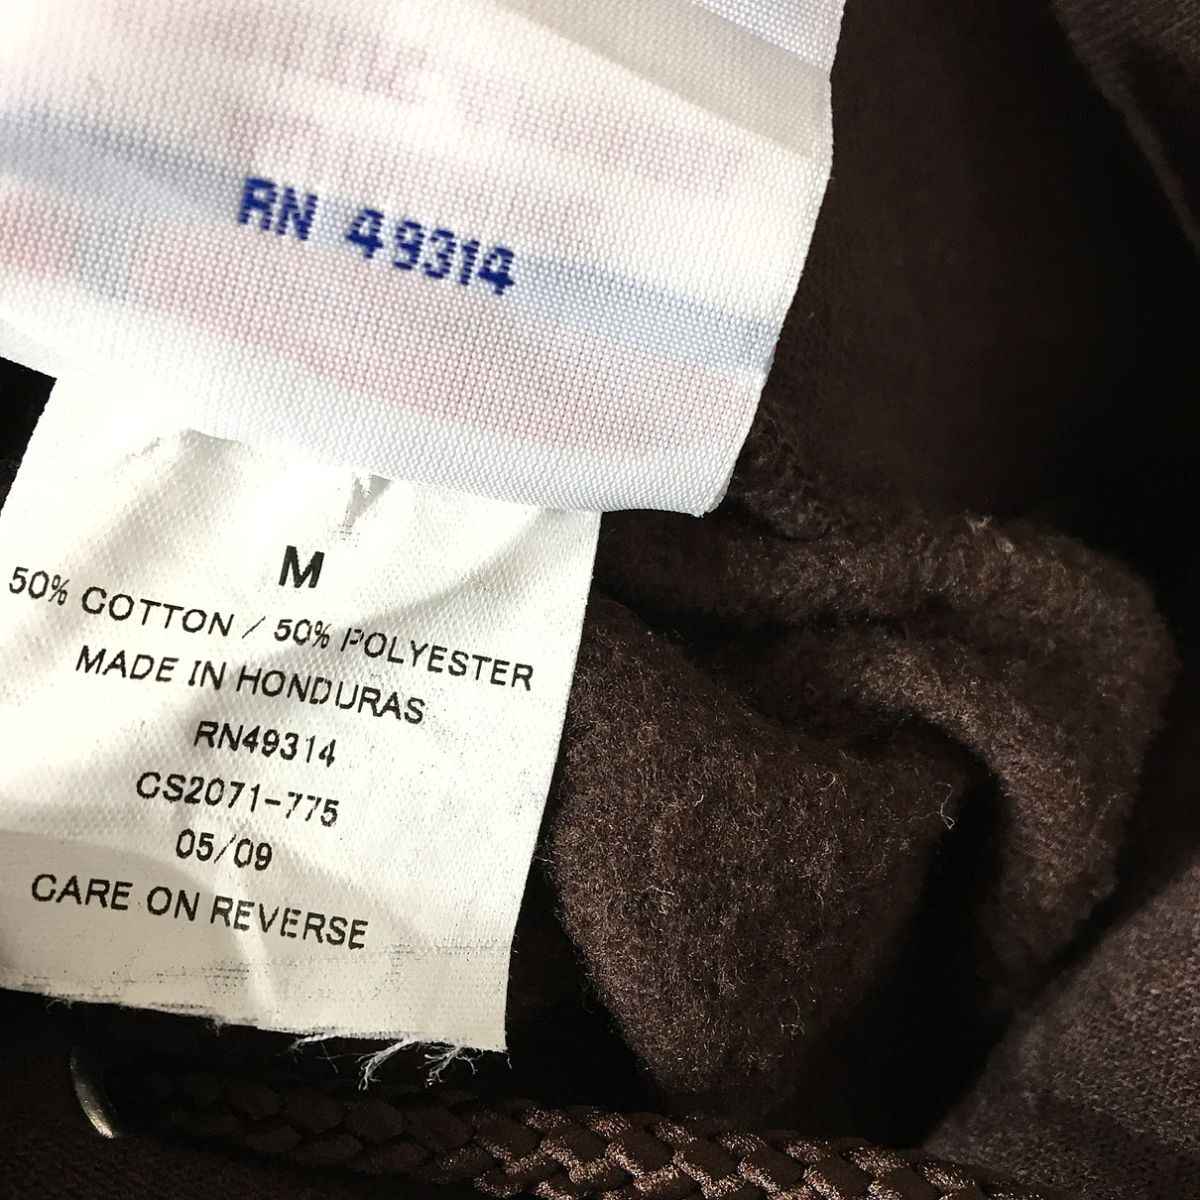 RN 49314
M
50% COTTON / 50% POLYESTER
MADE IN HONDURAS
RN49314
CS2071-775
05/09
CARE ON REVERSE